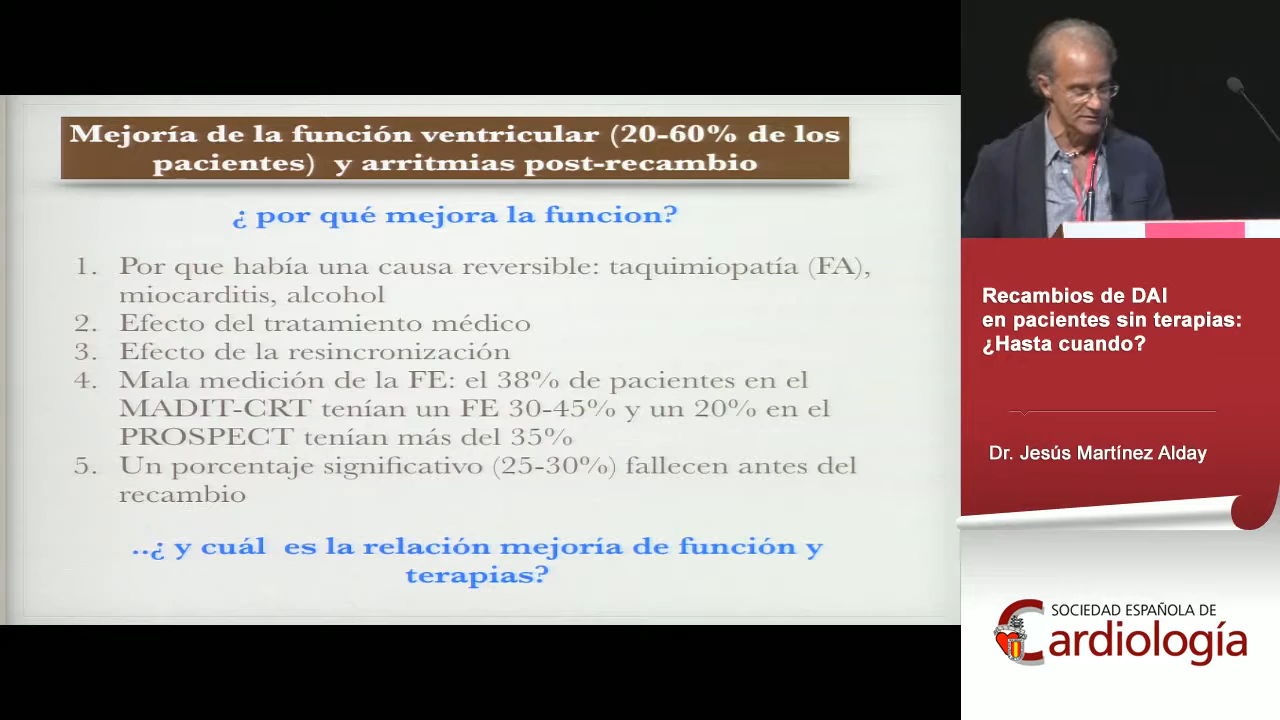 Mejoría de la función ventricular (20-60% de los
pacientes) y arritmias post-recambio
¿ por qué mejora la funcion?
1. Por que había una causa reversible: taquimiopatía (FA),
miocarditis, alcohol
2. Efecto del tratamiento médico
3. Efecto de la resincronización
4. Mala medición de la FE: el 38% de pacientes en el
MADIT-CRT tenían un FE 30-45% y un 20% en el
PROSPECT tenían más del 35%
5. Un porcentaje significativo (25-30%) fallecen antes del
recambio
..¿ y cuál es la relación mejoría de función y
terapias?
Recambios de DAI
en pacientes sin terapias:
¿Hasta cuando?
Dr. Jesús Martínez Alday
SOCIEDAD ESPAÑOLA DE
Cardiología